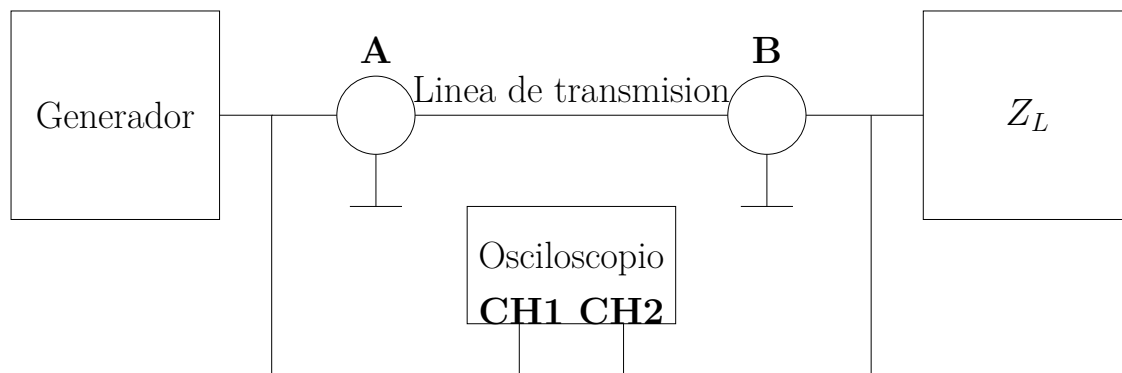 A
B
Generador
Linea de transmision
Z_L
Osciloscopio
CH1 CH2